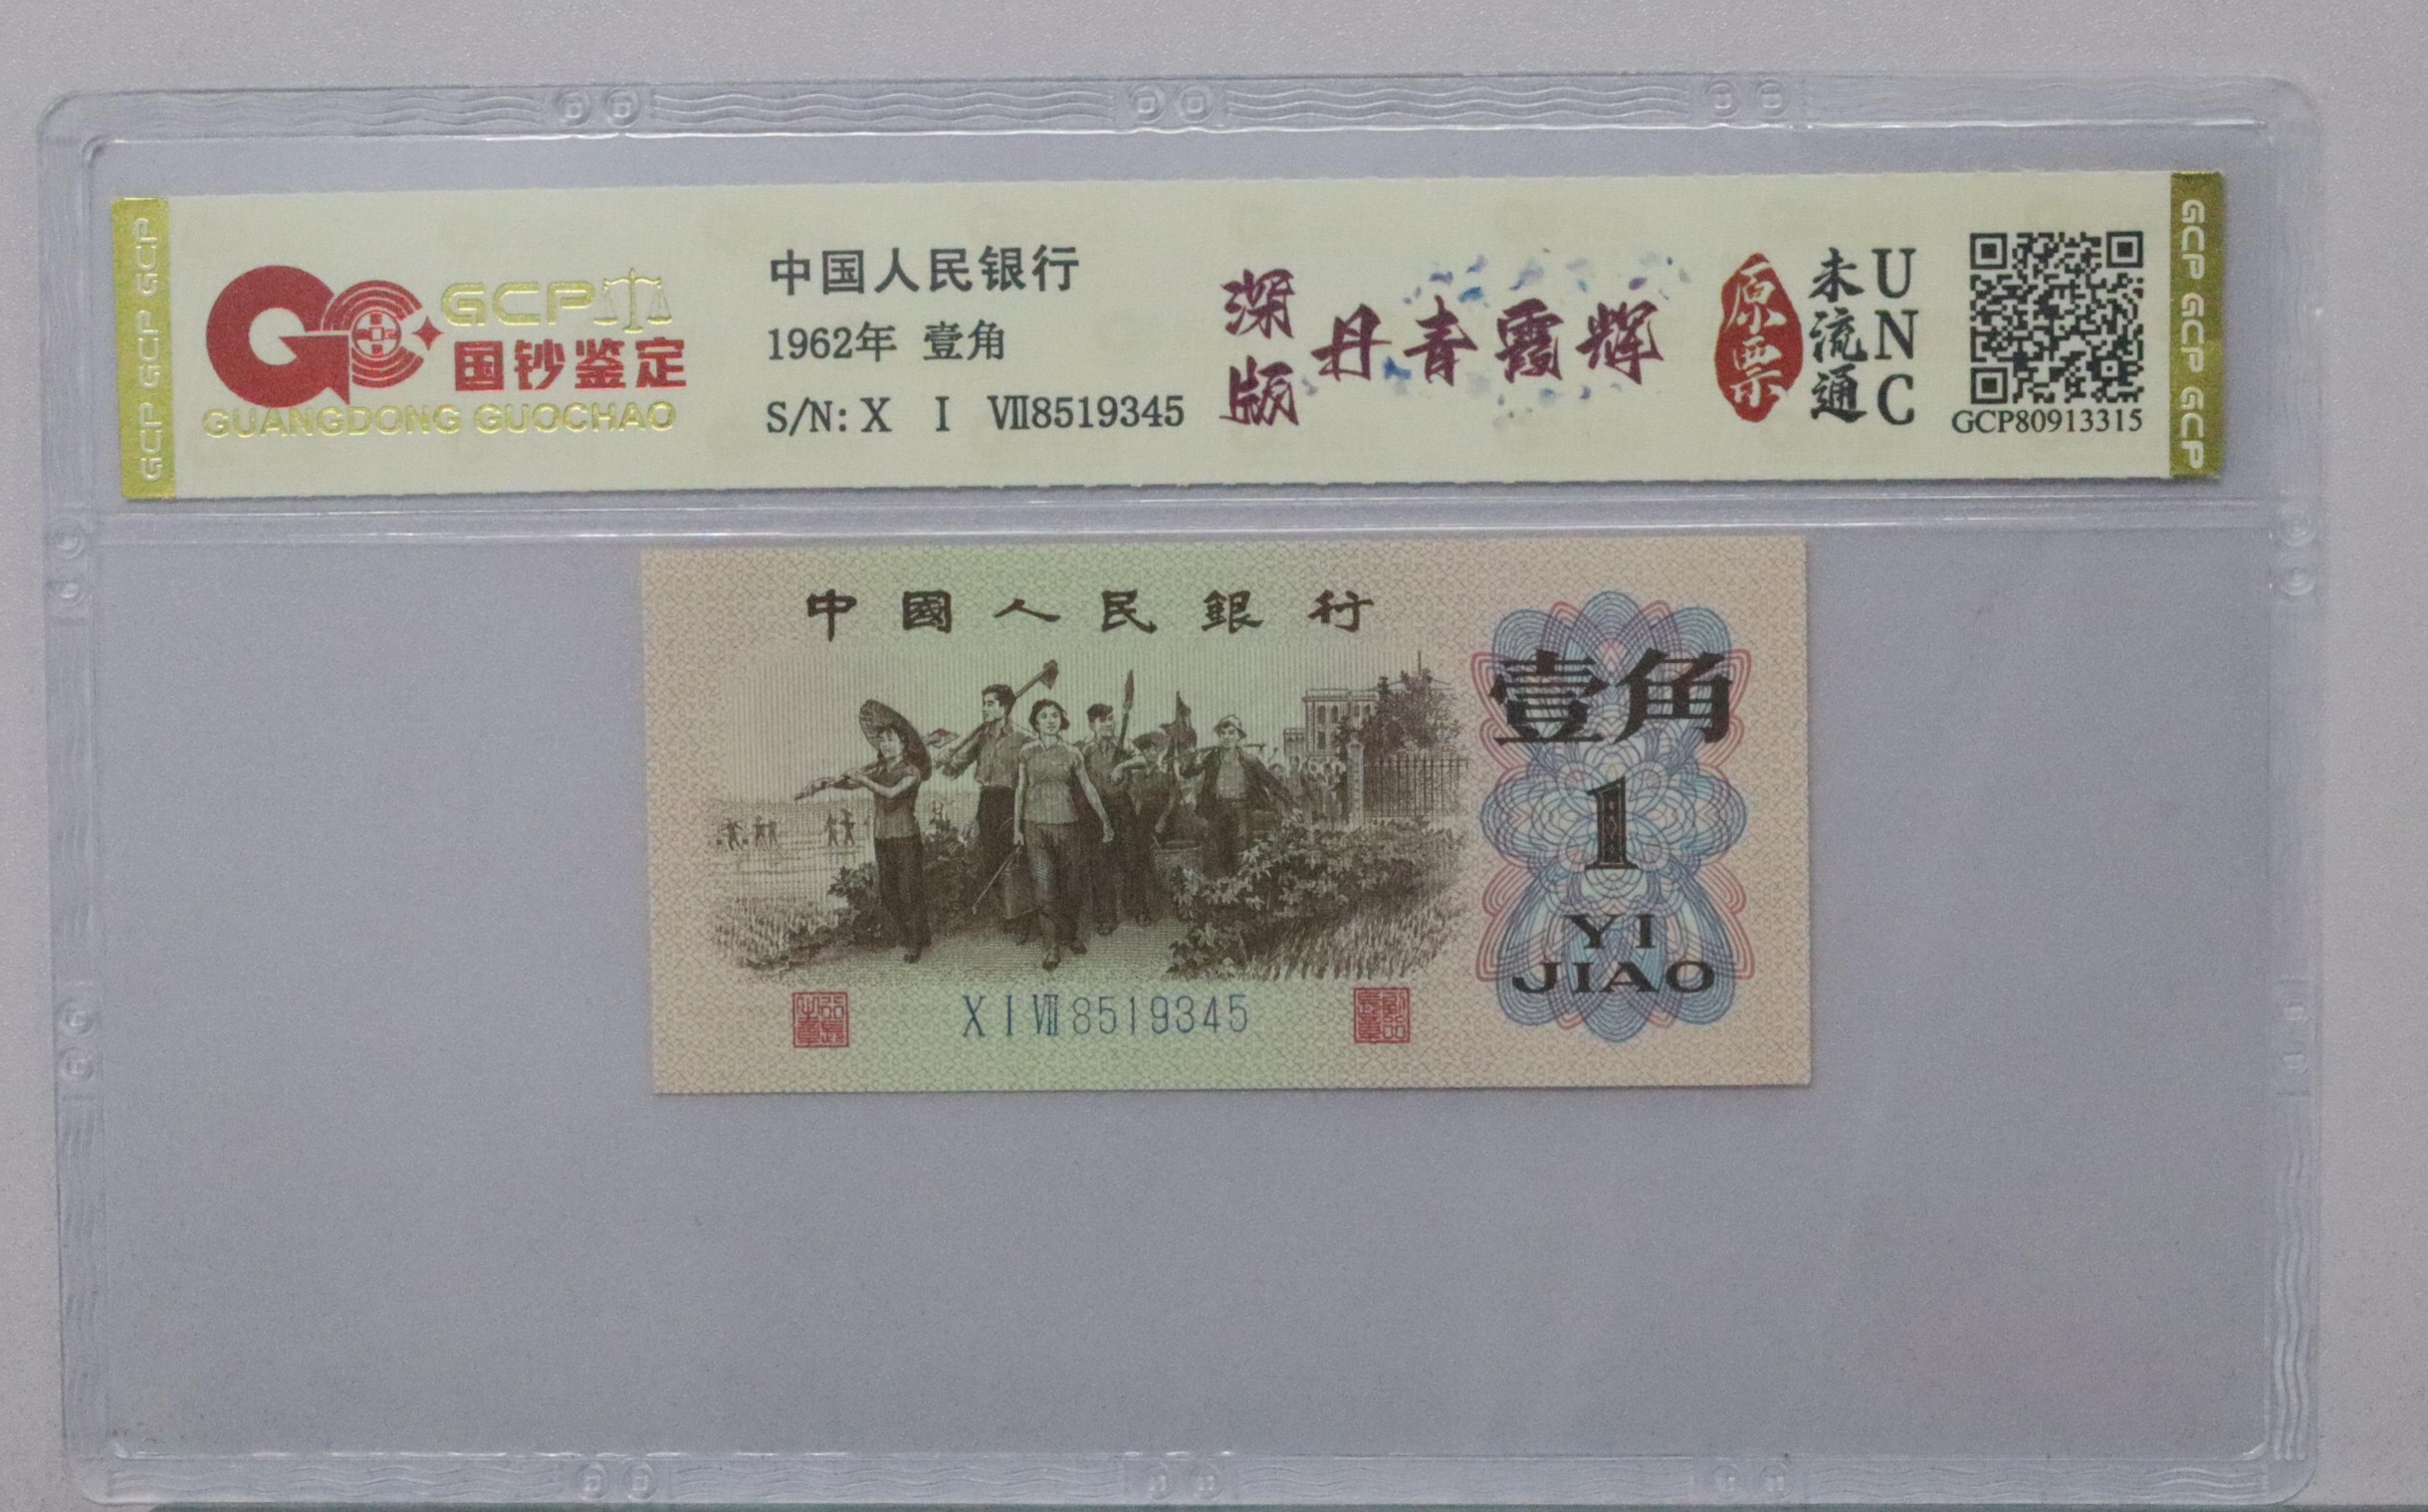 GCP GCP GCP
GCP
国钞鉴定
GUANGDONG GUOCHAO
中国人民银行
1962年 壹角
S/N: X I Ⅶ8519345
深版
丹青霞辉
原票
未流通
UNC
GCP80913315
GCP GCP GCP
中國人民銀行
壹角
1
YI
JIAO
X I Ⅶ 8519345